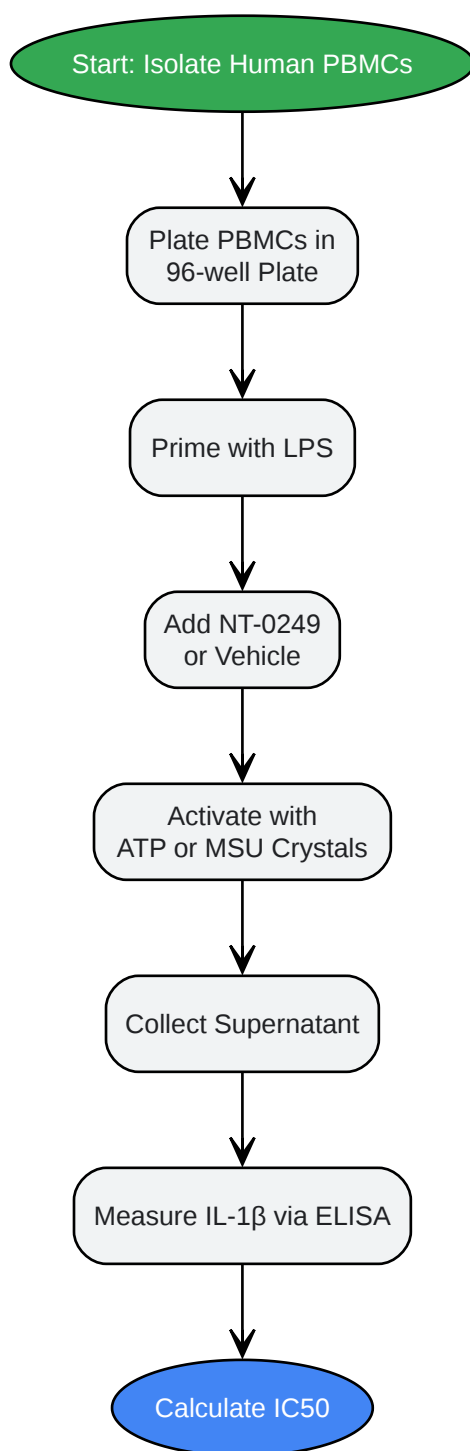 Start: Isolate Human PBMCs
Plate PBMCs in
96-well Plate
Prime with LPS
Add NT-0249
or Vehicle
Activate with
ATP or MSU Crystals
Collect Supernatant
Measure IL-1β via ELISA
Calculate IC50